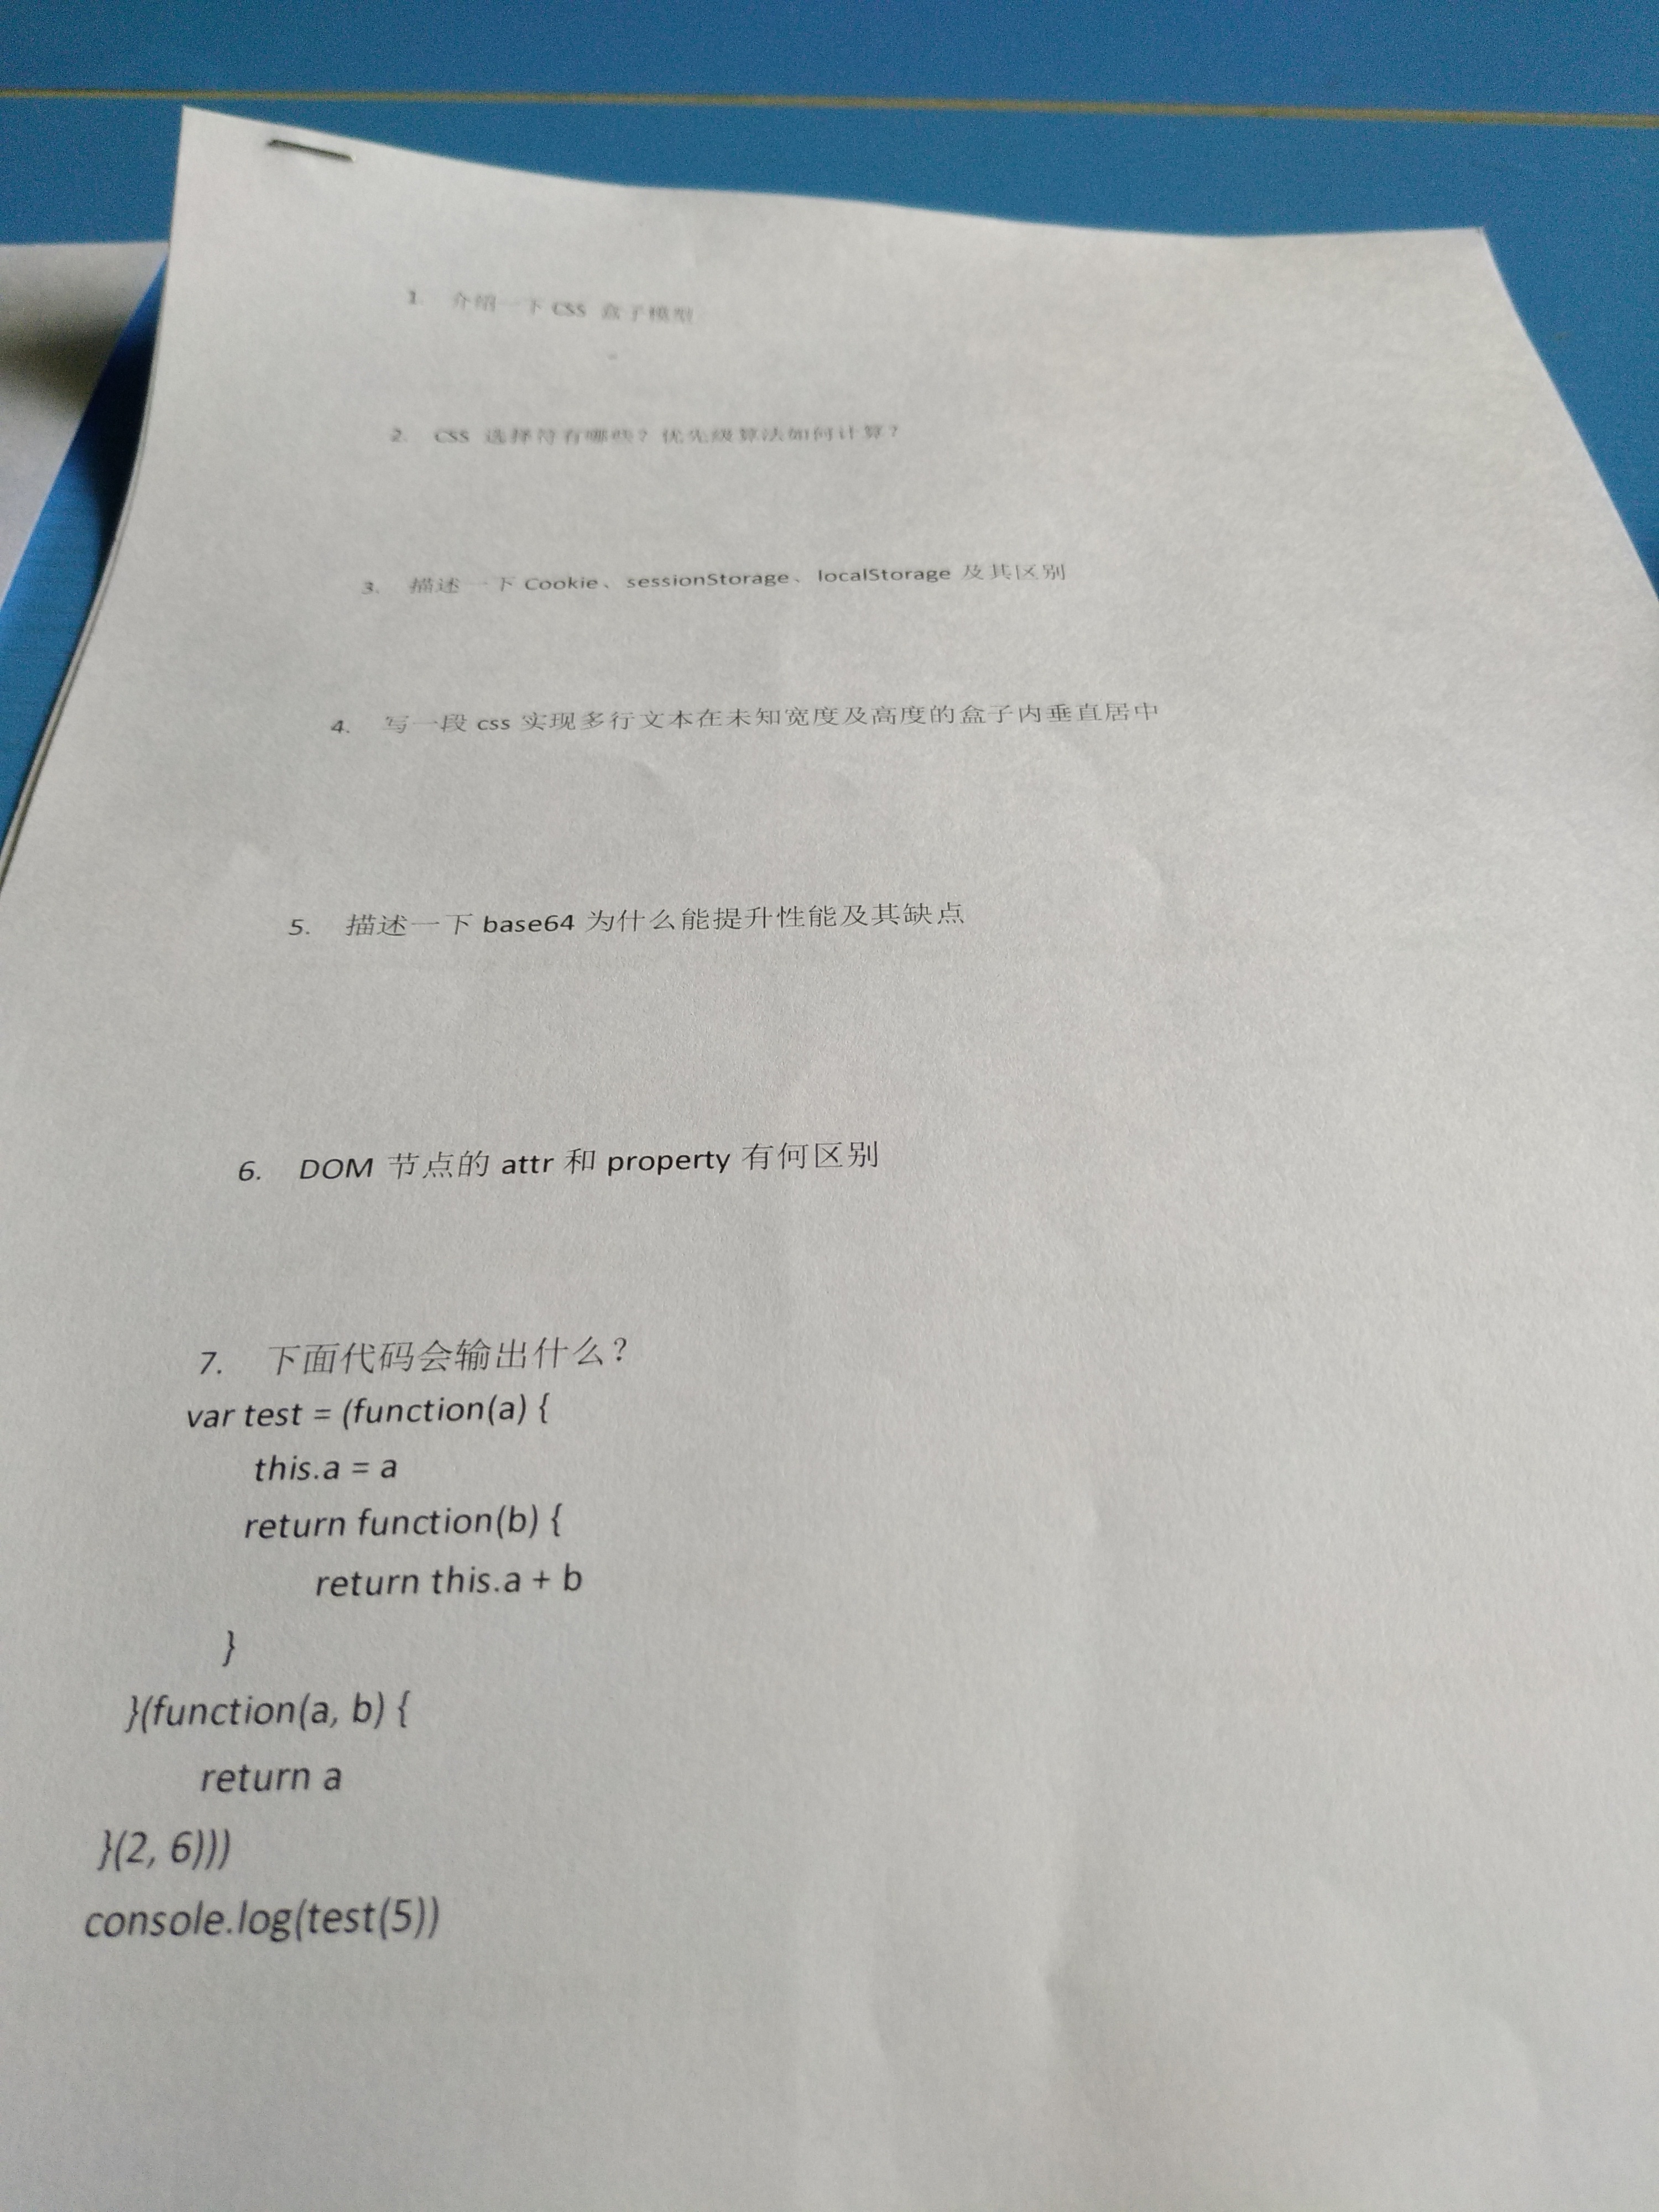 1. 介绍一下 CSS 盒子模型
2. CSS 选择符有哪些？优先级算法如何计算？
3. 描述一下 Cookie、sessionStorage、localStorage 及其区别
4. 写一段 css 实现多行文本在未知宽度及高度的盒子内垂直居中
5. 描述一下 base64 为什么能提升性能及其缺点
6. DOM 节点的 attr 和 property 有何区别
7. 下面代码会输出什么？
var test = (function(a) {
this.a = a
return function(b) {
return this.a + b
}
}(function(a, b) {
return a
}(2, 6)))
console.log(test(5))